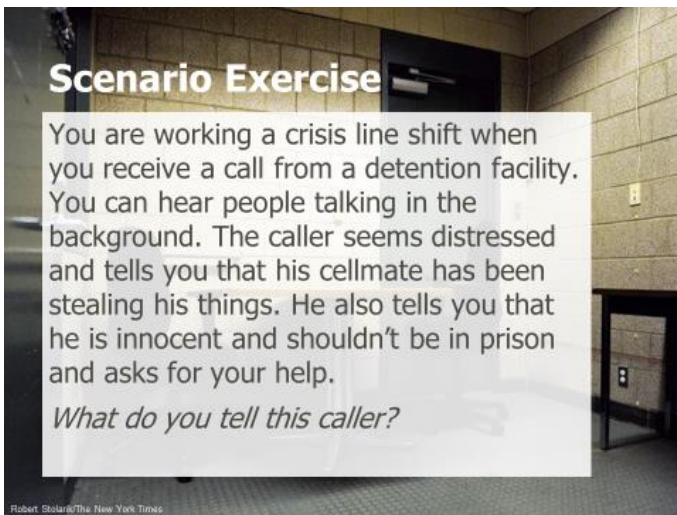 Scenario Exercise
You are working a crisis line shift when
you receive a call from a detention facility.
You can hear people talking in the
background. The caller seems distressed
and tells you that his cellmate has been
stealing his things. He also tells you that
he is innocent and shouldn't be in prison
and asks for your help.
What do you tell this caller?
Robert Stolarik/The New York Times